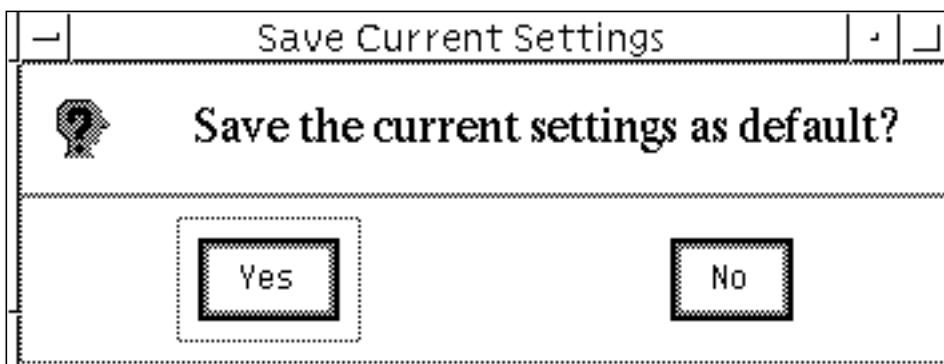 Save Current Settings
Save the current settings as default?
Yes No